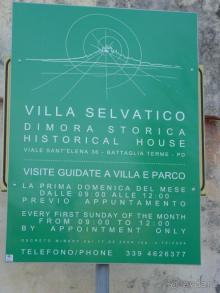 VILLA SELVATICO
DIMORA STORICA
HISTORICAL HOUSE
VIALE SANT'ELENA 36 - BATTAGLIA TERME - PD
VISITE GUIDATE A VILLA E PARCO
LA PRIMA DOMENICA DEL MESE
DALLE 09:00 ALLE 12:00
PREVIO APPUNTAMENTO
EVERY FIRST SUNDAY OF THE MONTH
FROM 09:00 TO 12:00
BY APPOINTMENT ONLY
TELEFONO/PHONE 339 4626377